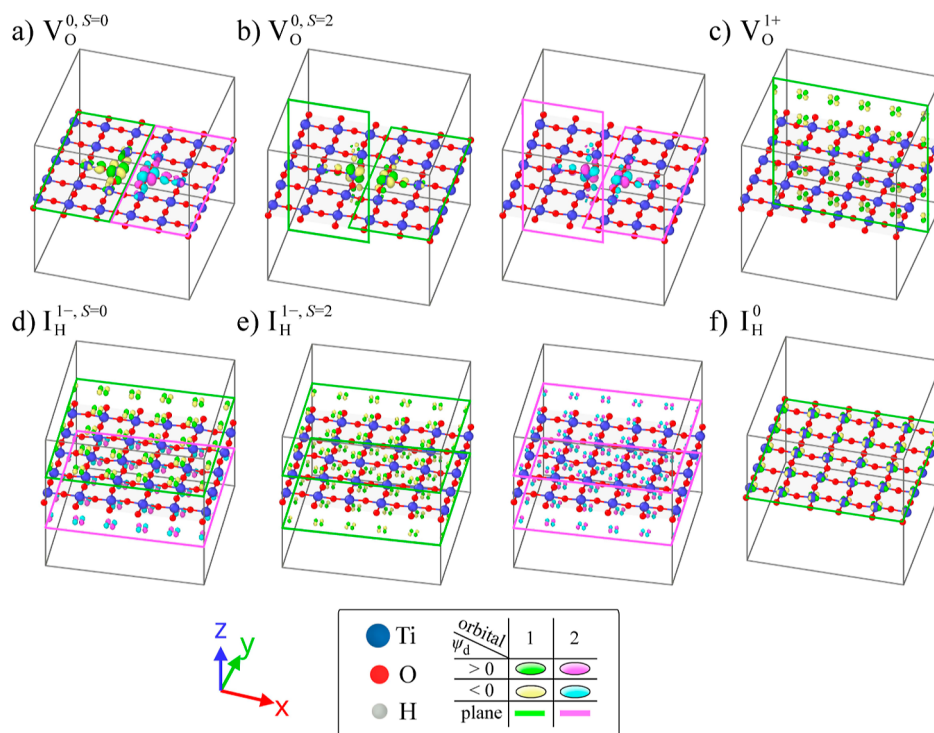 a) V_O^{0, S=0}
b) V_O^{0, S=2}
c) V_O^{1+}
d) I_H^{1−, S=0}
e) I_H^{1−, S=2}
f) I_H^0
z
y
x
Ti
O
H
orbital 1 2
ψ_d
> 0
< 0
plane